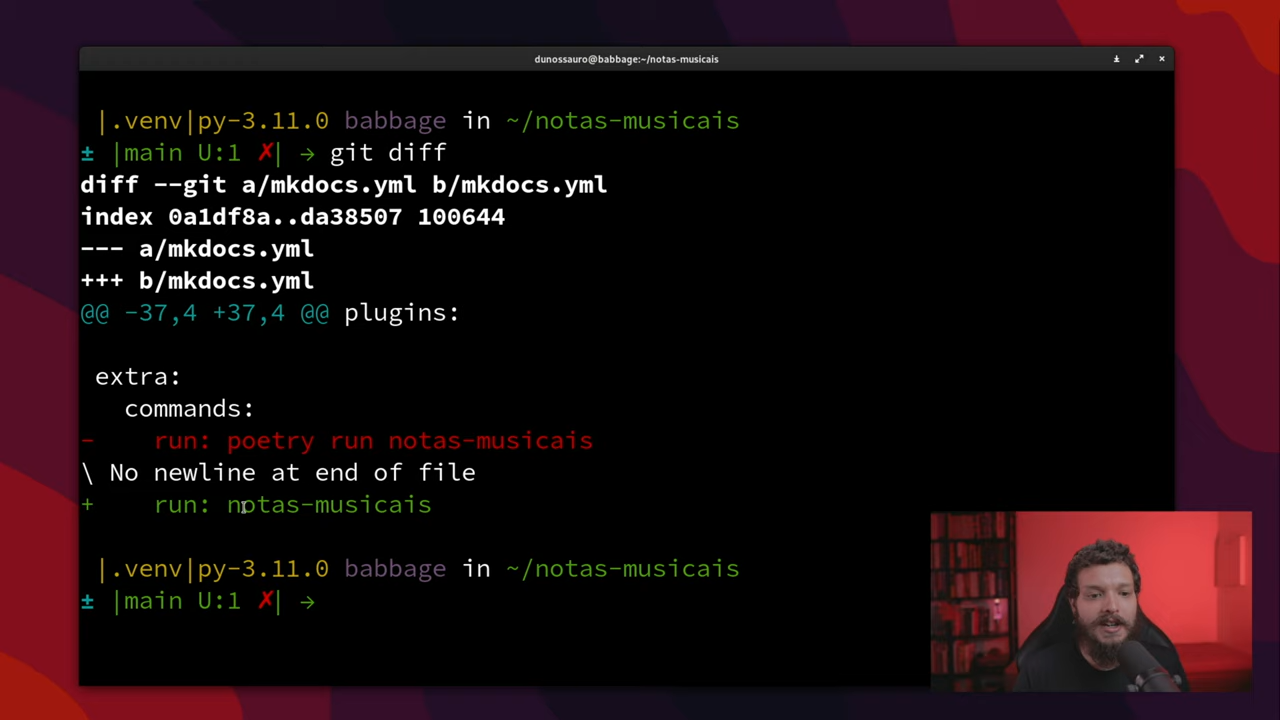 dunossauro@babbage:~/notas-musicais
|.venv|py-3.11.0 babbage in ~/notas-musicais
± |main U:1 ✗| → git diff
diff --git a/mkdocs.yml b/mkdocs.yml
index 0a1df8a..da38507 100644
--- a/mkdocs.yml
+++ b/mkdocs.yml
@@ -37,4 +37,4 @@ plugins:
extra:
commands:
- run: poetry run notas-musicais
\ No newline at end of file
+ run: notas-musicais
|.venv|py-3.11.0 babbage in ~/notas-musicais
± |main U:1 ✗| →